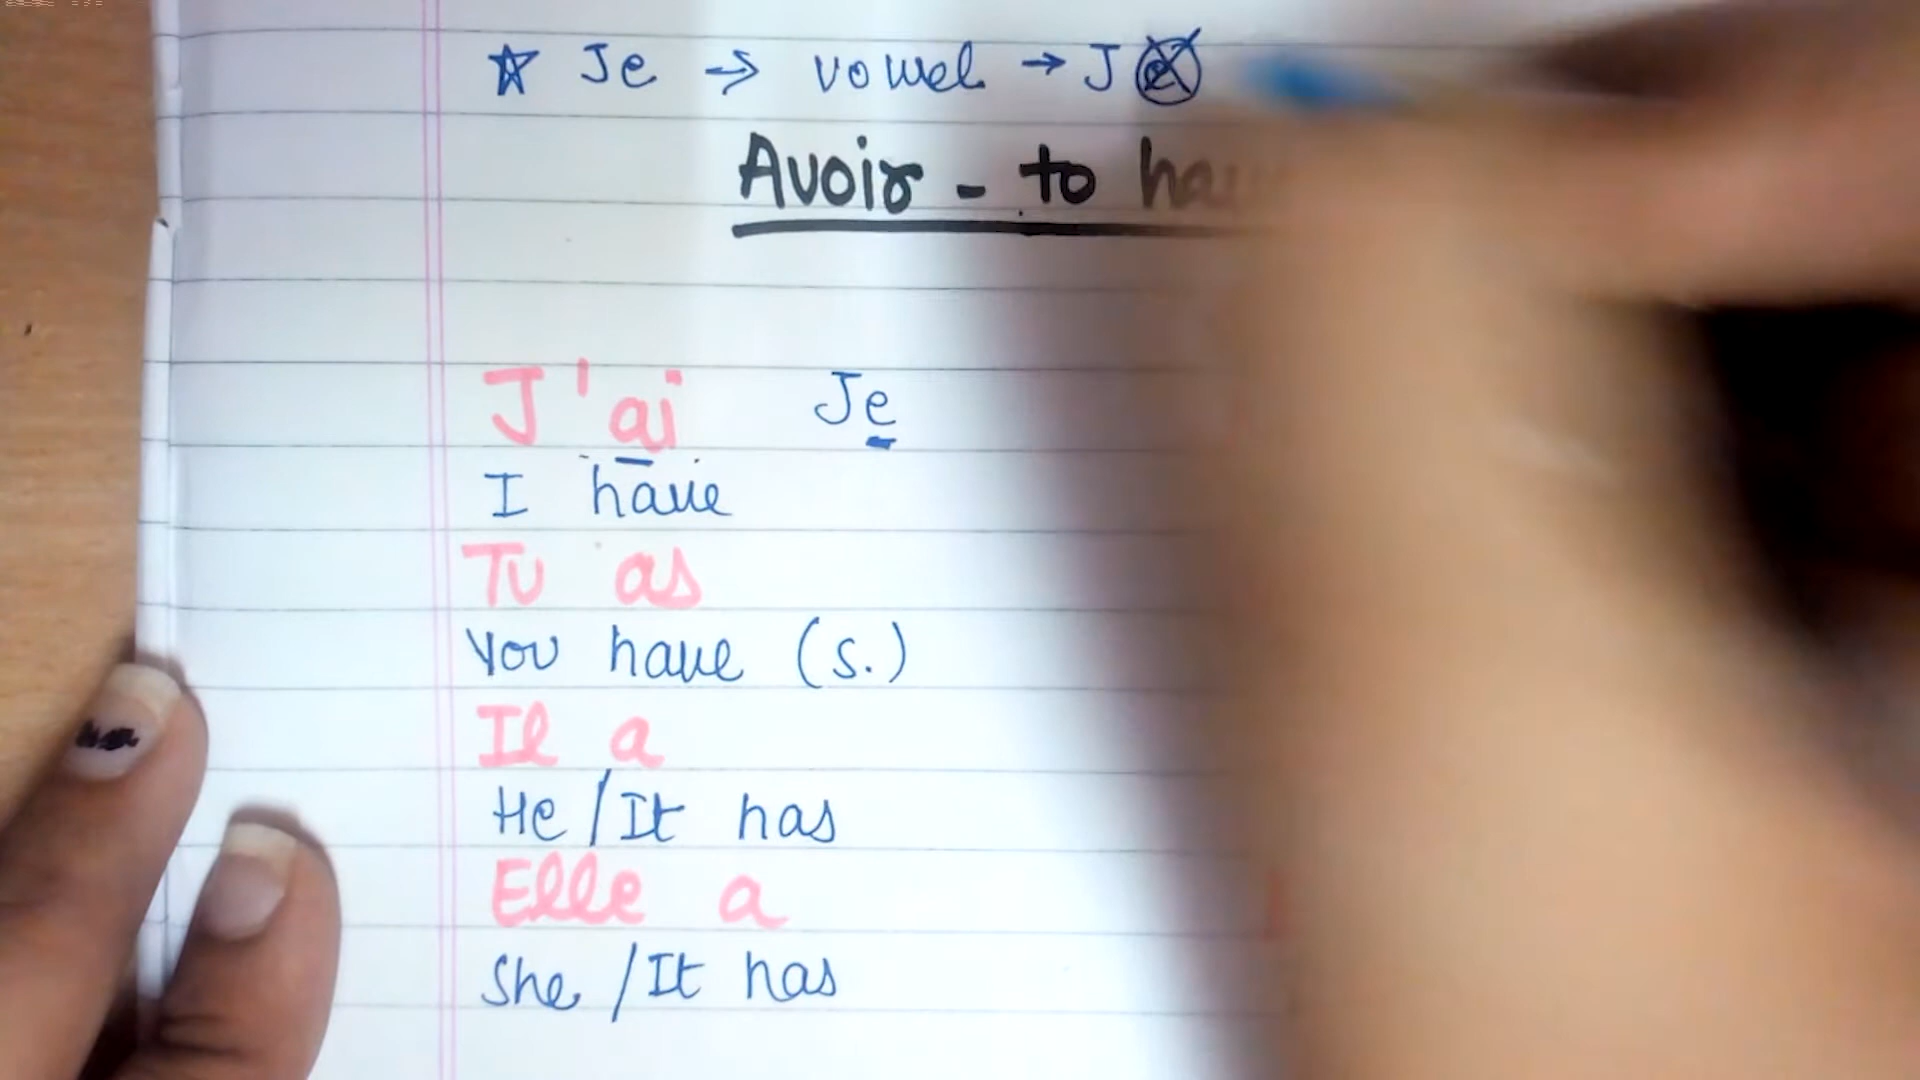 ☆ Je → vowel → J e
Avoir - to have
J'ai Je
I have
Tu as
You have (s.)
Il a
He/It has
Elle a
She/It has